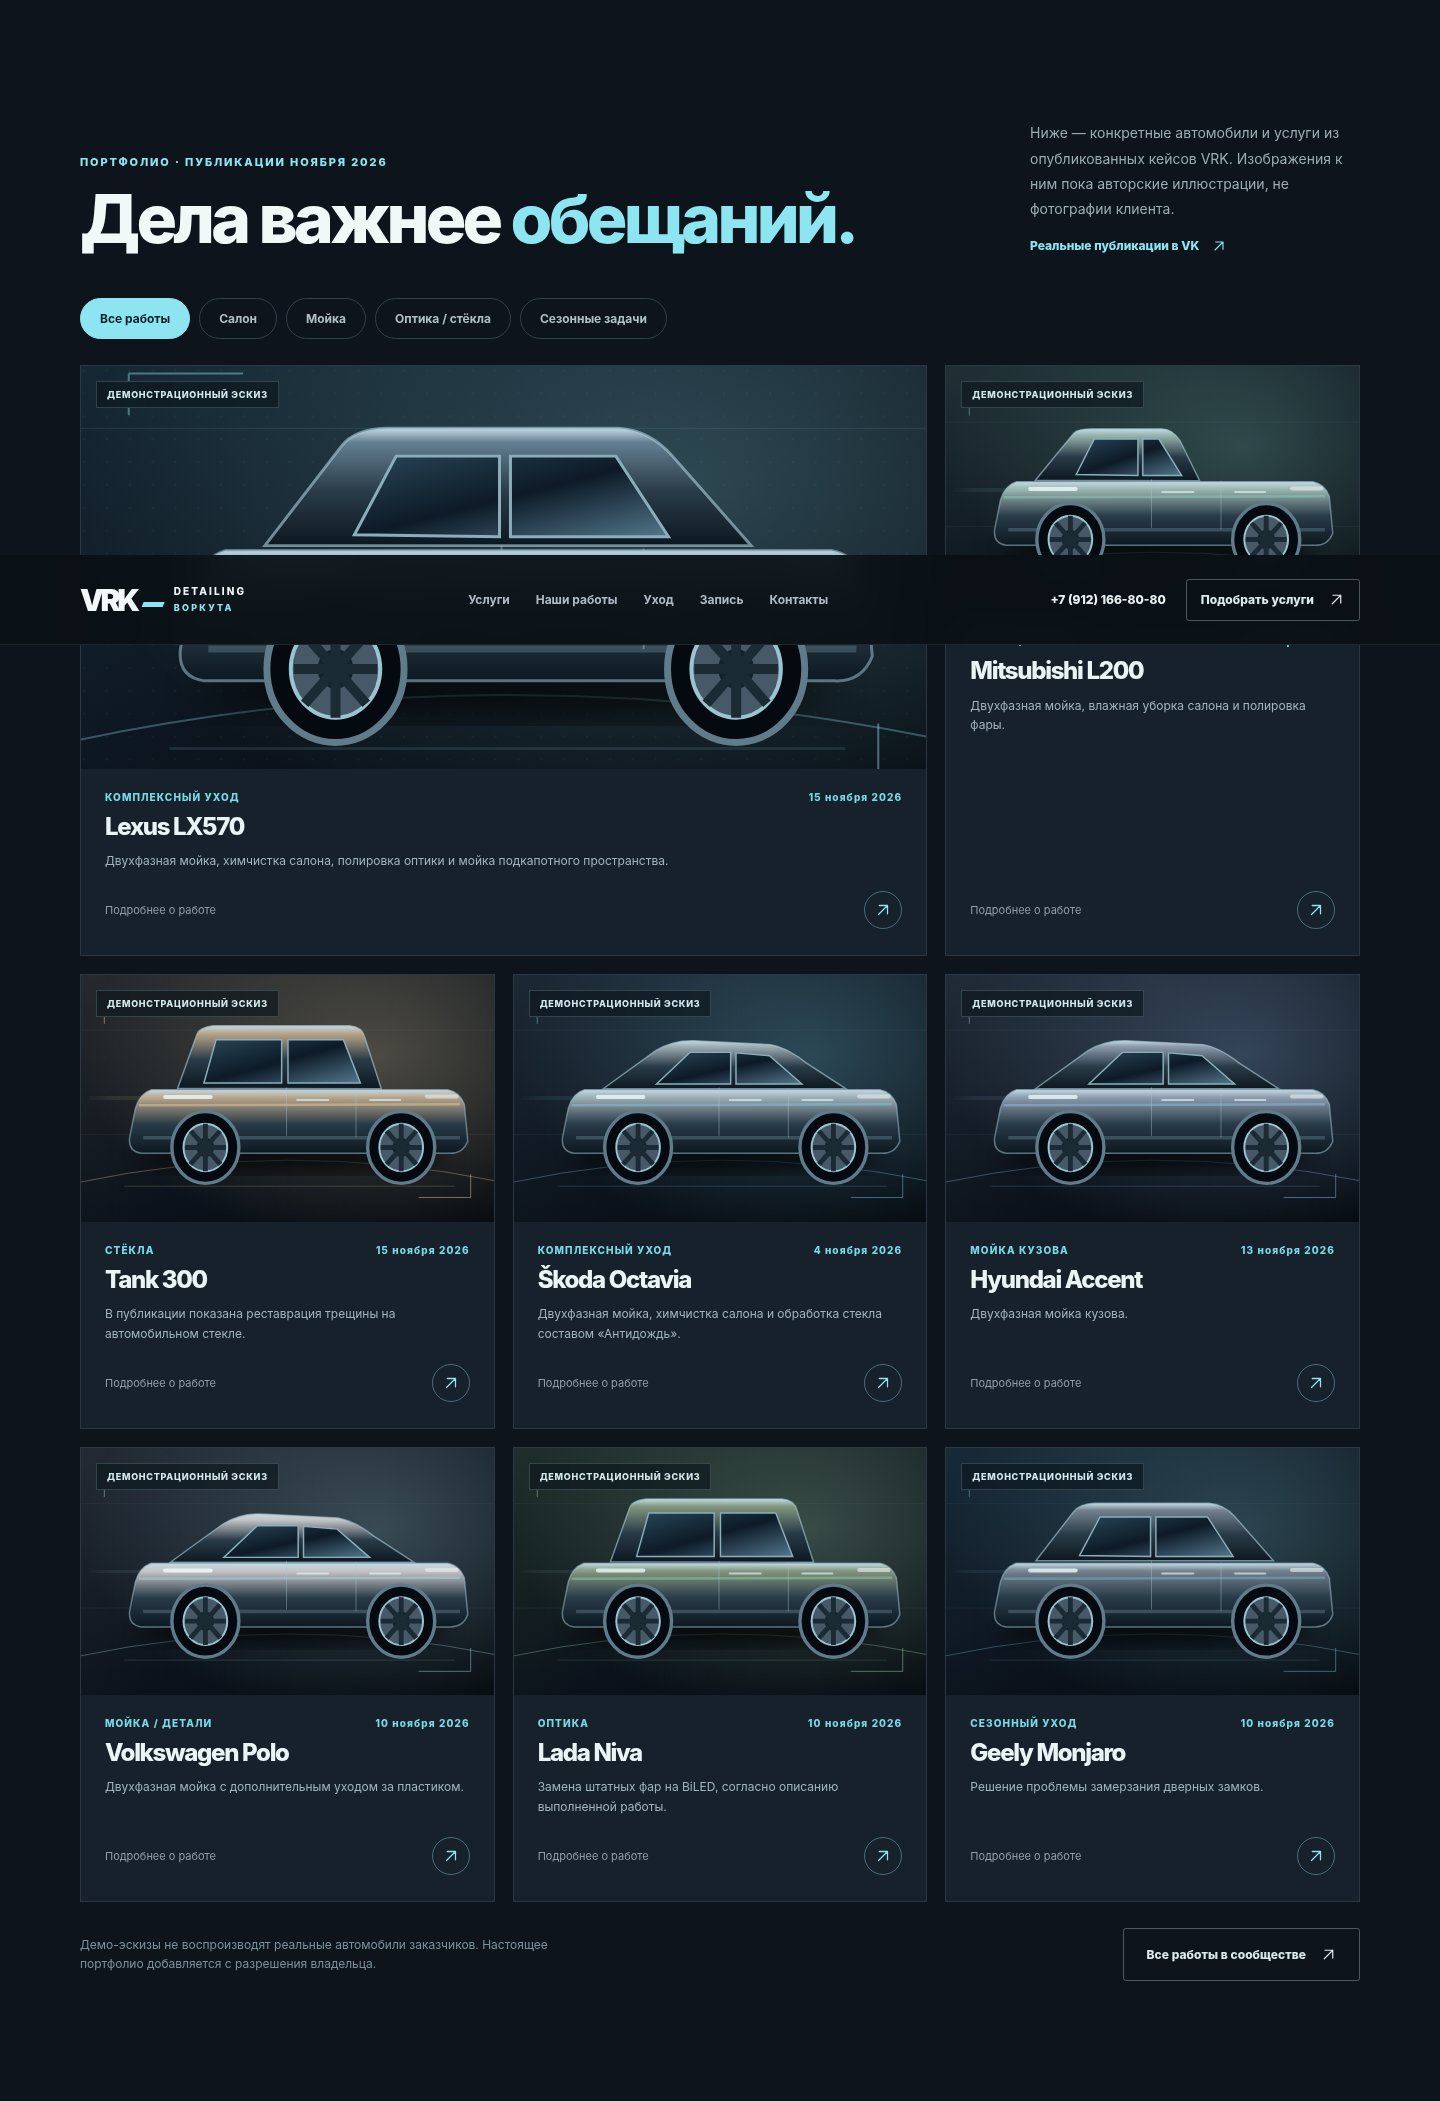 ПОРТФОЛИО · ПУБЛИКАЦИИ НОЯБРЯ 2026
Дела важнее обещаний.
Ниже — конкретные автомобили и услуги из
опубликованных кейсов VRK. Изображения к
ним пока авторские иллюстрации, не
фотографии клиента.
Реальные публикации в VK
Все работы
Салон
Мойка
Оптика / стёкла
Сезонные задачи
ДЕМОНСТРАЦИОННЫЙ ЭСКИЗ
ДЕМОНСТРАЦИОННЫЙ ЭСКИЗ
VRK
DETAILING
ВОРКУТА
Услуги
Наши работы
Уход
Запись
Контакты
+7 (912) 166-80-80
Подобрать услуги
КОМПЛЕКСНЫЙ УХОД
15 ноября 2026
Lexus LX570
Двухфазная мойка, химчистка салона, полировка оптики и мойка подкапотного пространства.
Подробнее о работе
Mitsubishi L200
Двухфазная мойка, влажная уборка салона и полировка
фары.
Подробнее о работе
ДЕМОНСТРАЦИОННЫЙ ЭСКИЗ
СТЁКЛА
15 ноября 2026
Tank 300
В публикации показана реставрация трещины на
автомобильном стекле.
Подробнее о работе
ДЕМОНСТРАЦИОННЫЙ ЭСКИЗ
КОМПЛЕКСНЫЙ УХОД
4 ноября 2026
Škoda Octavia
Двухфазная мойка, химчистка салона и обработка стекла
составом «Антидождь».
Подробнее о работе
ДЕМОНСТРАЦИОННЫЙ ЭСКИЗ
МОЙКА КУЗОВА
13 ноября 2026
Hyundai Accent
Двухфазная мойка кузова.
Подробнее о работе
ДЕМОНСТРАЦИОННЫЙ ЭСКИЗ
МОЙКА / ДЕТАЛИ
10 ноября 2026
Volkswagen Polo
Двухфазная мойка с дополнительным уходом за пластиком.
Подробнее о работе
ДЕМОНСТРАЦИОННЫЙ ЭСКИЗ
ОПТИКА
10 ноября 2026
Lada Niva
Замена штатных фар на BiLED, согласно описанию
выполненной работы.
Подробнее о работе
ДЕМОНСТРАЦИОННЫЙ ЭСКИЗ
СЕЗОННЫЙ УХОД
10 ноября 2026
Geely Monjaro
Решение проблемы замерзания дверных замков.
Подробнее о работе
Демо-эскизы не воспроизводят реальные автомобили заказчиков. Настоящее
портфолио добавляется с разрешения владельца.
Все работы в сообществе